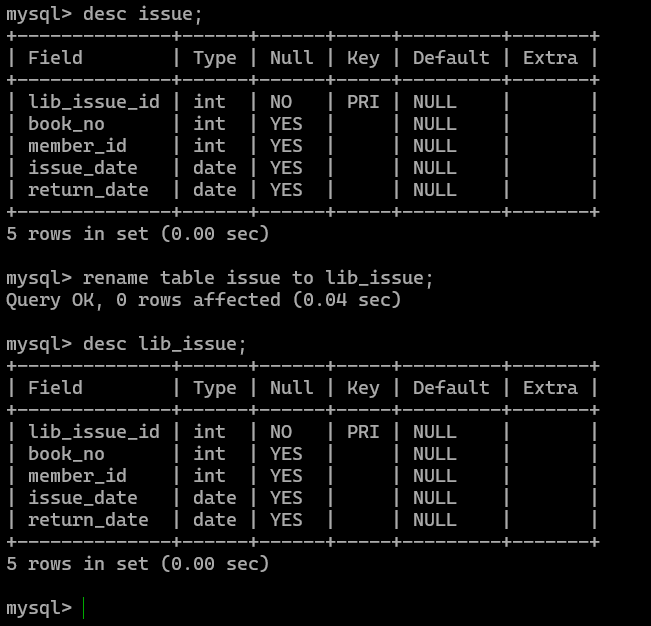 mysql> desc issue;
+--------------+------+------+-----+---------+-------+
| Field        | Type | Null | Key | Default | Extra |
+--------------+------+------+-----+---------+-------+
| lib_issue_id | int  | NO   | PRI | NULL    |       |
| book_no      | int  | YES  |     | NULL    |       |
| member_id    | int  | YES  |     | NULL    |       |
| issue_date   | date | YES  |     | NULL    |       |
| return_date  | date | YES  |     | NULL    |       |
+--------------+------+------+-----+---------+-------+
5 rows in set (0.00 sec)
mysql> rename table issue to lib_issue;
Query OK, 0 rows affected (0.04 sec)
mysql> desc lib_issue;
+--------------+------+------+-----+---------+-------+
| Field        | Type | Null | Key | Default | Extra |
+--------------+------+------+-----+---------+-------+
| lib_issue_id | int  | NO   | PRI | NULL    |       |
| book_no      | int  | YES  |     | NULL    |       |
| member_id    | int  | YES  |     | NULL    |       |
| issue_date   | date | YES  |     | NULL    |       |
| return_date  | date | YES  |     | NULL    |       |
+--------------+------+------+-----+---------+-------+
5 rows in set (0.00 sec)
mysql>